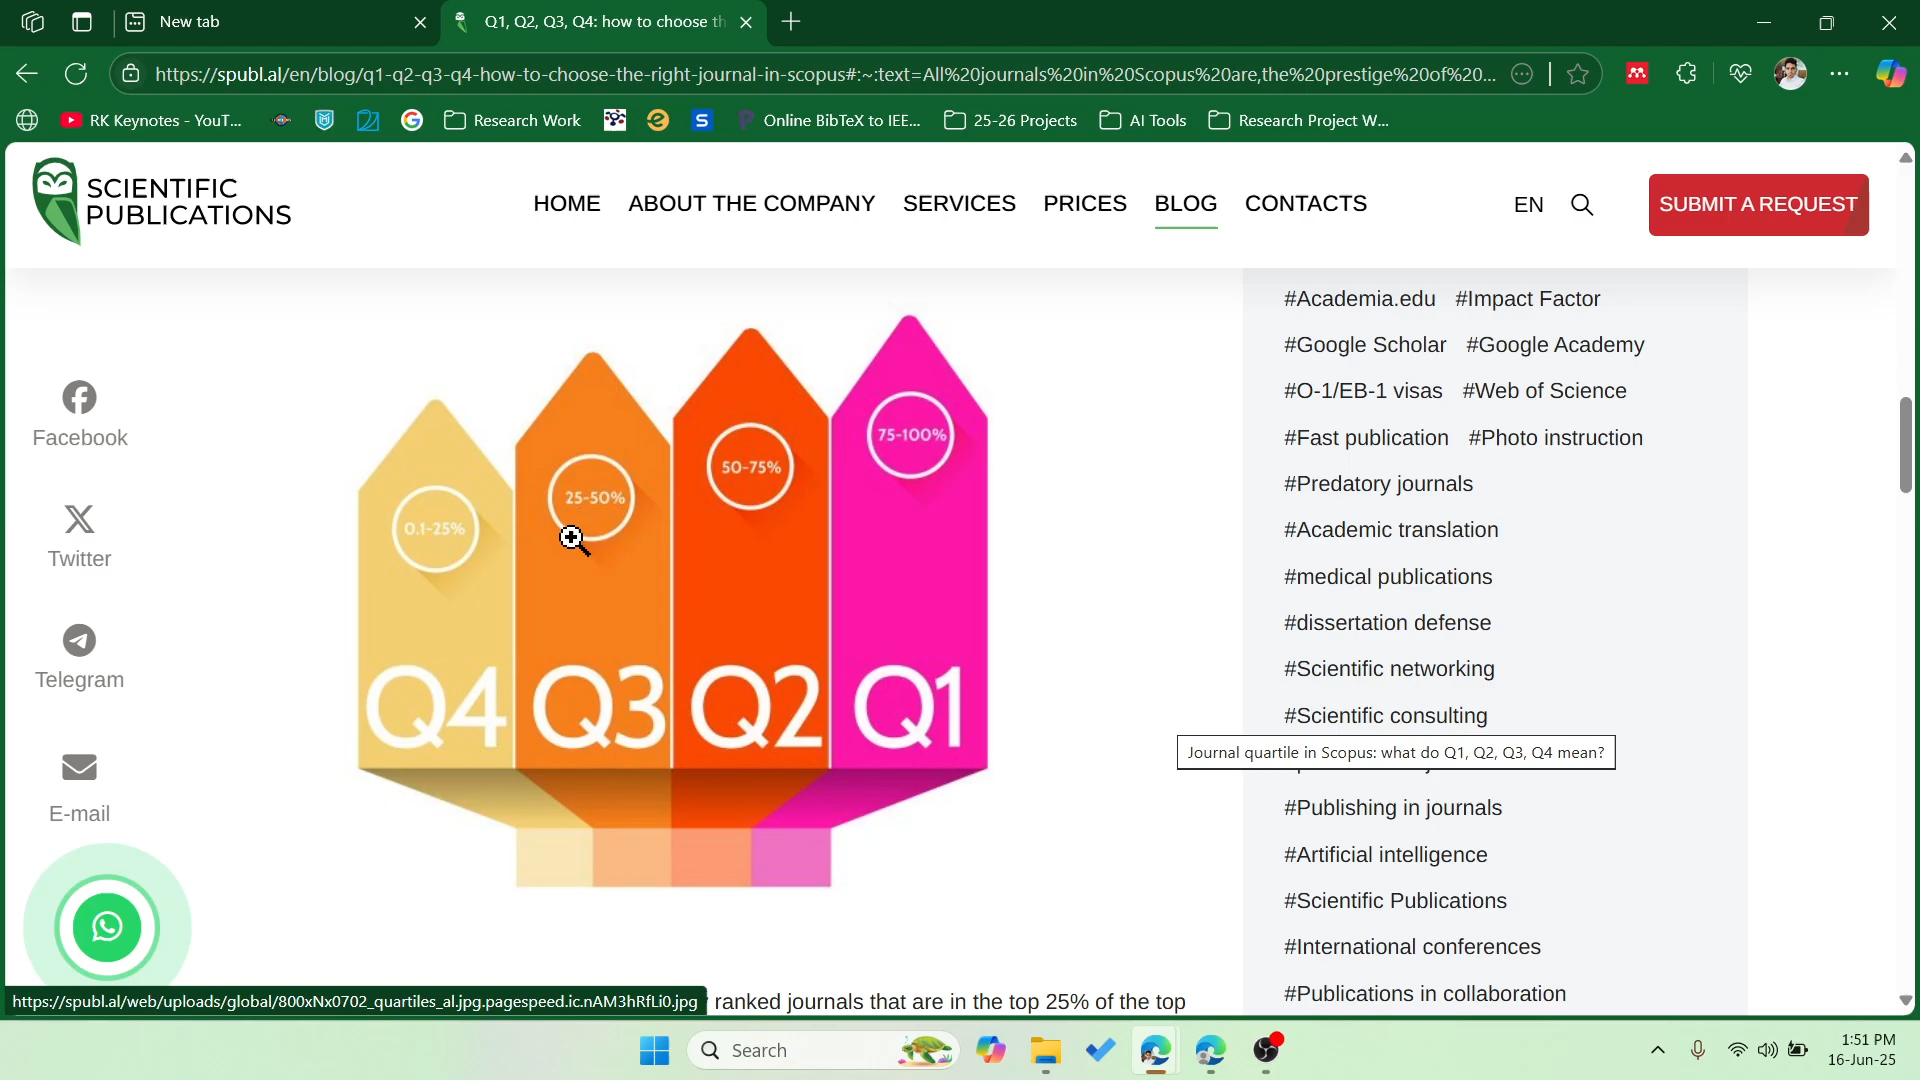 New tab
Q1, Q2, Q3, Q4: how to choose th
https://spubl.al/en/blog/q1-q2-q3-q4-how-to-choose-the-right-journal-in-scopus#:~:text=All%20journals%20in%20Scopus%20are,the%20prestige%20of%20...
RK Keynotes - YouT...
Research Work
Online BibTeX to IEE...
25-26 Projects
AI Tools
Research Project W...
SCIENTIFIC
PUBLICATIONS
HOME
ABOUT THE COMPANY
SERVICES
PRICES
BLOG
CONTACTS
EN
SUBMIT A REQUEST
Facebook
Twitter
Telegram
E-mail
0.1-25%
25-50%
50-75%
75-100%
Q4
Q3
Q2
Q1
#Academia.edu #Impact Factor
#Google Scholar #Google Academy
#O-1/EB-1 visas #Web of Science
#Fast publication #Photo instruction
#Predatory journals
#Academic translation
#medical publications
#dissertation defense
#Scientific networking
#Scientific consulting
Journal quartile in Scopus: what do Q1, Q2, Q3, Q4 mean?
#Publishing in journals
#Artificial intelligence
#Scientific Publications
#International conferences
#Publications in collaboration
https://spubl.al/web/uploads/global/800xNx0702_quartiles_al.jpg.pagespeed.ic.nAM3hRfLi0.jpg
ranked journals that are in the top 25% of the top
Search
1:51 PM
16-Jun-25